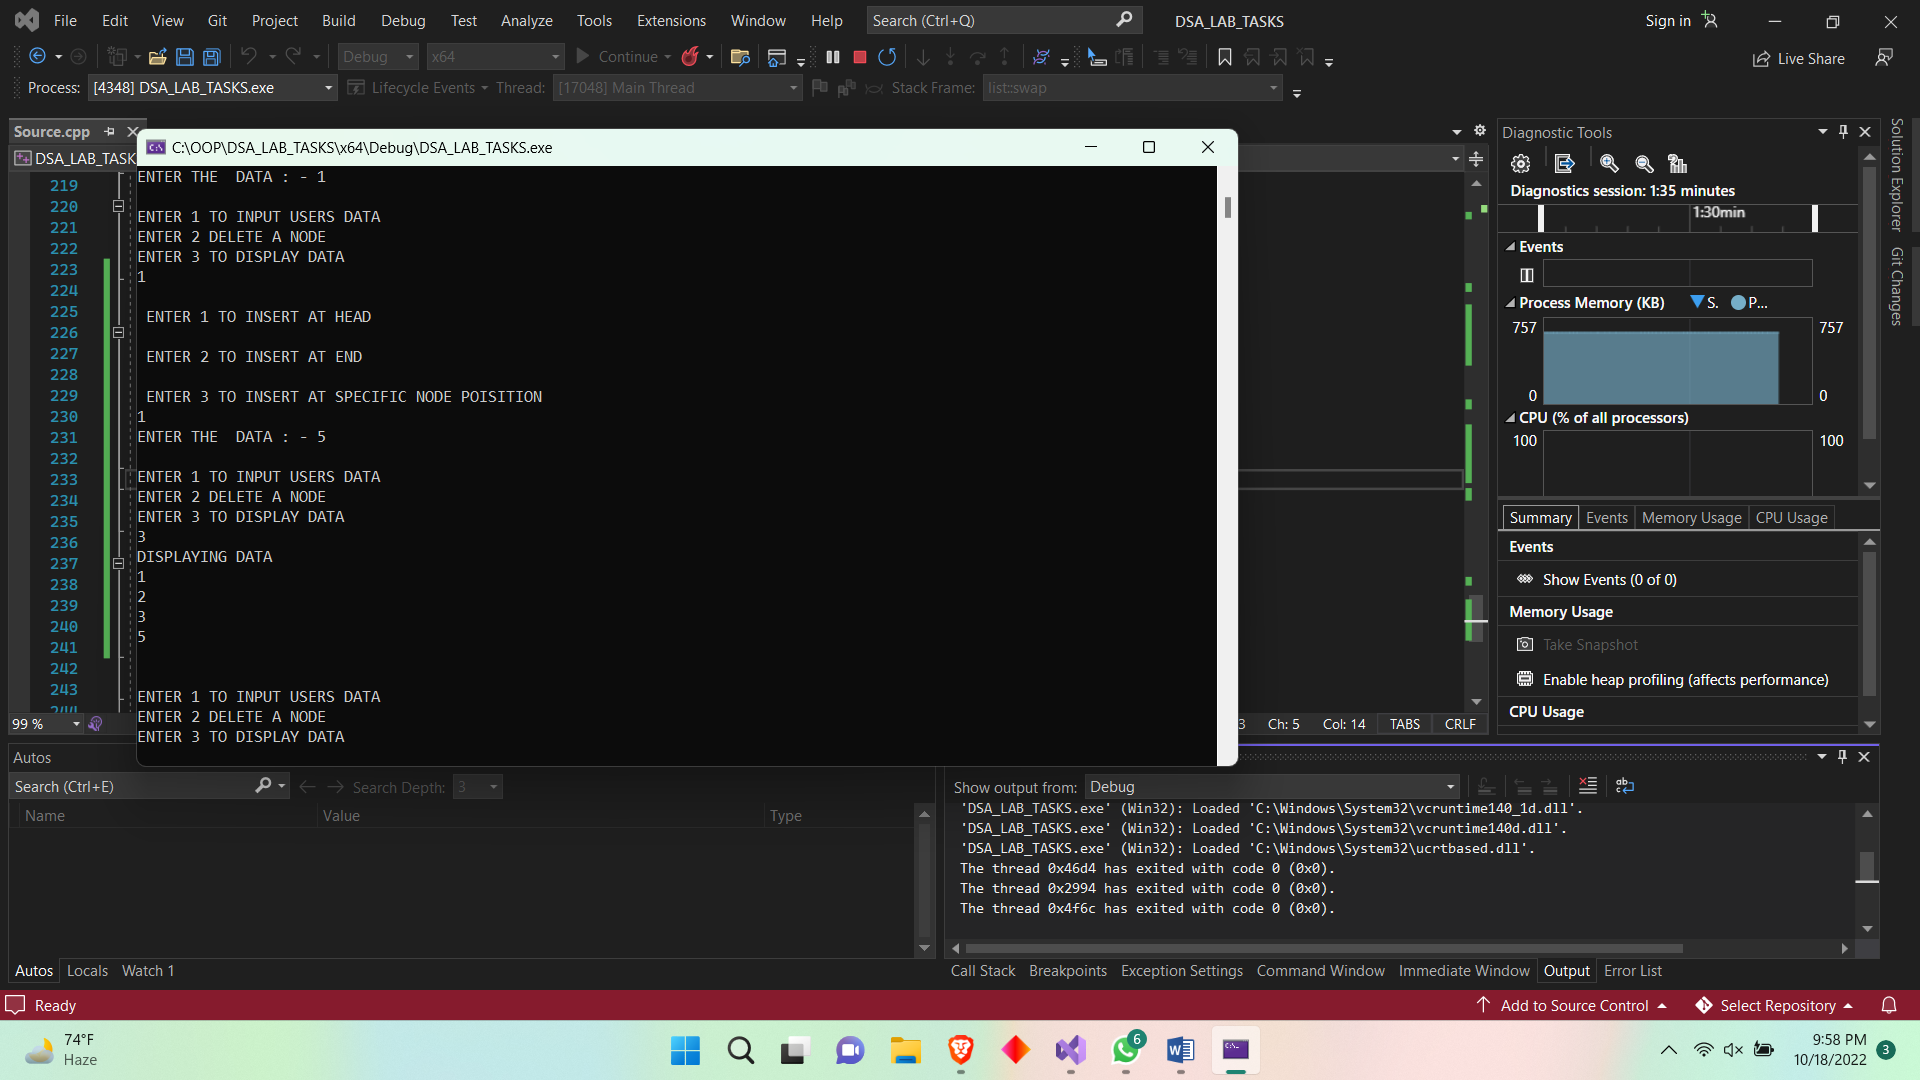 File Edit View Git Project Build Debug Test Analyze Tools Extensions Window Help Search (Ctrl+Q) DSA_LAB_TASKS Sign in
Debug x64 Continue Live Share
Process: [4348] DSA_LAB_TASKS.exe Lifecycle Events Thread: [17048] Main Thread Stack Frame: list::swap
Source.cpp
DSA_LAB_TASK
219
220
221
222
223
224
225
226
227
228
229
230
231
232
233
234
235
236
237
238
239
240
241
242
243
C:\OOP\DSA_LAB_TASKS\x64\Debug\DSA_LAB_TASKS.exe
ENTER THE  DATA : - 1
ENTER 1 TO INPUT USERS DATA
ENTER 2 DELETE A NODE
ENTER 3 TO DISPLAY DATA
1
ENTER 1 TO INSERT AT HEAD
ENTER 2 TO INSERT AT END
ENTER 3 TO INSERT AT SPECIFIC NODE POISITION
1
ENTER THE  DATA : - 5
ENTER 1 TO INPUT USERS DATA
ENTER 2 DELETE A NODE
ENTER 3 TO DISPLAY DATA
3
DISPLAYING DATA
1
2
3
5
ENTER 1 TO INPUT USERS DATA
ENTER 2 DELETE A NODE
ENTER 3 TO DISPLAY DATA
99 % 3 Ch: 5 Col: 14 TABS CRLF
Diagnostic Tools
Diagnostics session: 1:35 minutes
1:30min
Events
Process Memory (KB) S. P...
757 757
0 0
CPU (% of all processors)
100 100
Summary Events Memory Usage CPU Usage
Events
Show Events (0 of 0)
Memory Usage
Take Snapshot
Enable heap profiling (affects performance)
CPU Usage
Solution Explorer
Git Changes
Autos
Search (Ctrl+E) Search Depth: 3
Name Value Type
Autos Locals Watch 1
Show output from: Debug
'DSA_LAB_TASKS.exe' (Win32): Loaded 'C:\Windows\System32\vcruntime140_1d.dll'.
'DSA_LAB_TASKS.exe' (Win32): Loaded 'C:\Windows\System32\vcruntime140d.dll'.
'DSA_LAB_TASKS.exe' (Win32): Loaded 'C:\Windows\System32\ucrtbased.dll'.
The thread 0x46d4 has exited with code 0 (0x0).
The thread 0x2994 has exited with code 0 (0x0).
The thread 0x4f6c has exited with code 0 (0x0).
Call Stack Breakpoints Exception Settings Command Window Immediate Window Output Error List
Ready Add to Source Control Select Repository
74°F
Haze
6
9:58 PM
10/18/2022
3